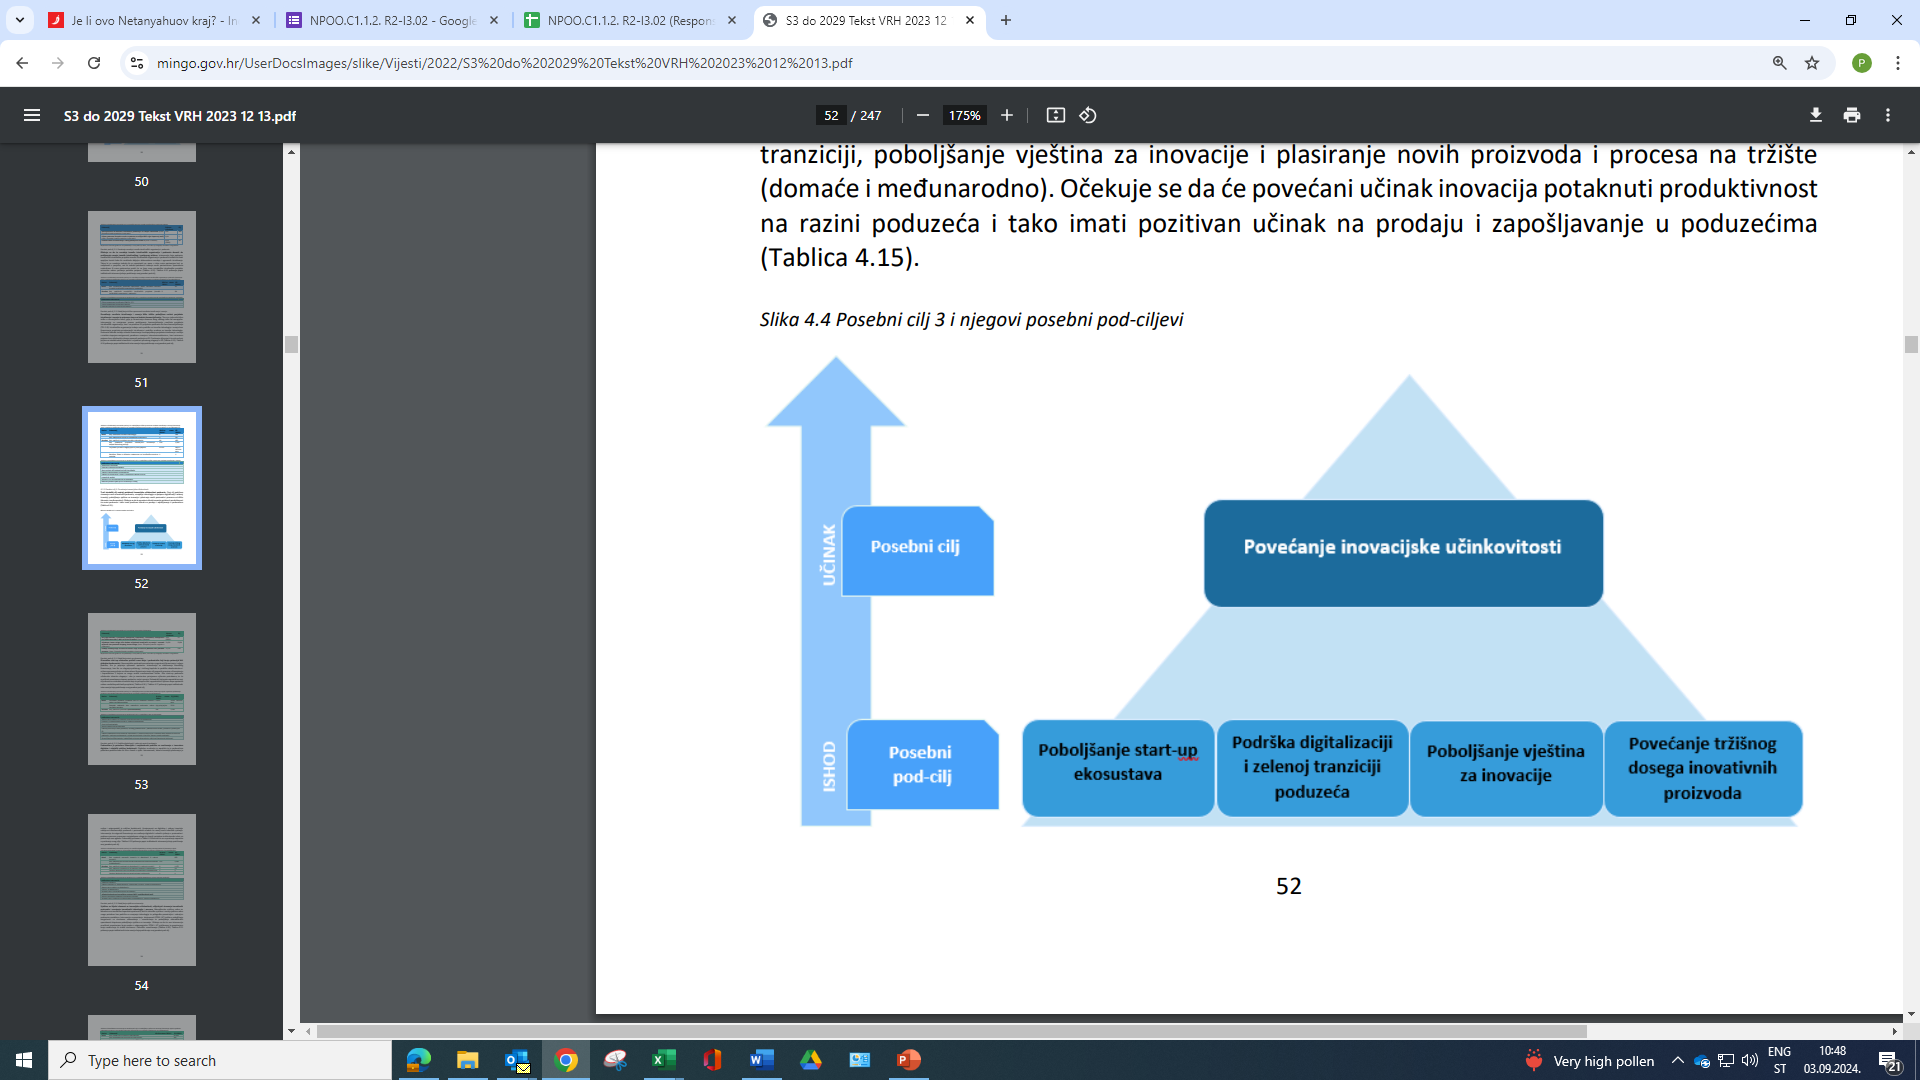 Je li ovo Netanyahuov kraj? - In
NPOO.C1.1.2. R2-I3.02 - Google
NPOO.C1.1.2. R2-I3.02 (Respon
S3 do 2029 Tekst VRH 2023 12
mingo.gov.hr/UserDocsImages/slike/Vijesti/2022/S3%20do%202029%20Tekst%20VRH%202023%2012%2013.pdf
P
S3 do 2029 Tekst VRH 2023 12 13.pdf
52 / 247
175%
50
51
52
53
54
tranziciji, poboljšanje vještina za inovacije i plasiranje novih proizvoda i procesa na tržište
(domaće i međunarodno). Očekuje se da će povećani učinak inovacija potaknuti produktivnost
na razini poduzeća i tako imati pozitivan učinak na prodaju i zapošljavanje u poduzećima
(Tablica 4.15).
Slika 4.4 Posebni cilj 3 i njegovi posebni pod-ciljevi
UČINAK
Posebni cilj
Povećanje inovacijske učinkovitosti
ISHOD
Posebni
pod-cilj
Poboljšanje start-up
ekosustava
Podrška digitalizaciji
i zelenoj tranziciji
poduzeća
Poboljšanje vještina
za inovacije
Povećanje tržišnog
dosega inovativnih
proizvoda
52
Type here to search
Very high pollen
ENG
ST
10:48
03.09.2024.
21